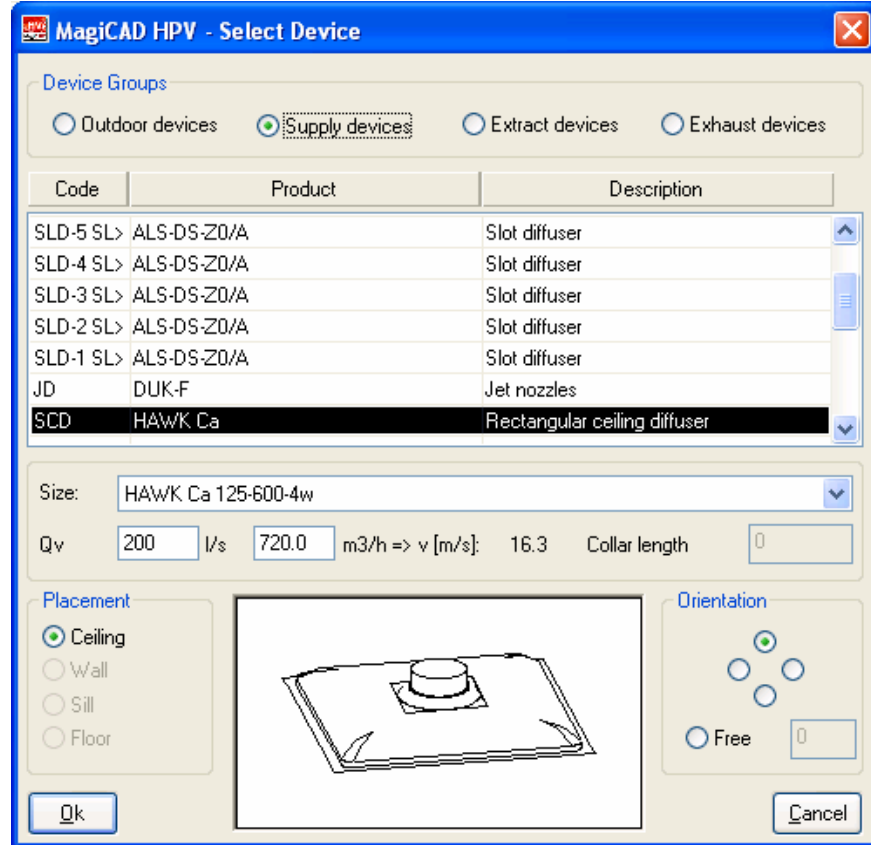 MagiCAD HPV - Select Device
Device Groups
Outdoor devices Supply devices Extract devices Exhaust devices
Code Product Description
SLD-5 SL> ALS-DS-Z0/A Slot diffuser
SLD-4 SL> ALS-DS-Z0/A Slot diffuser
SLD-3 SL> ALS-DS-Z0/A Slot diffuser
SLD-2 SL> ALS-DS-Z0/A Slot diffuser
SLD-1 SL> ALS-DS-Z0/A Slot diffuser
JD DUK-F Jet nozzles
SCD HAWK Ca Rectangular ceiling diffuser
Size: HAWK Ca 125-600-4w
Qv 200 l/s 720.0 m3/h => v [m/s]: 16.3 Collar length 0
Placement
Ceiling
Wall
Sill
Floor
Orientation
Free 0
Ok Cancel